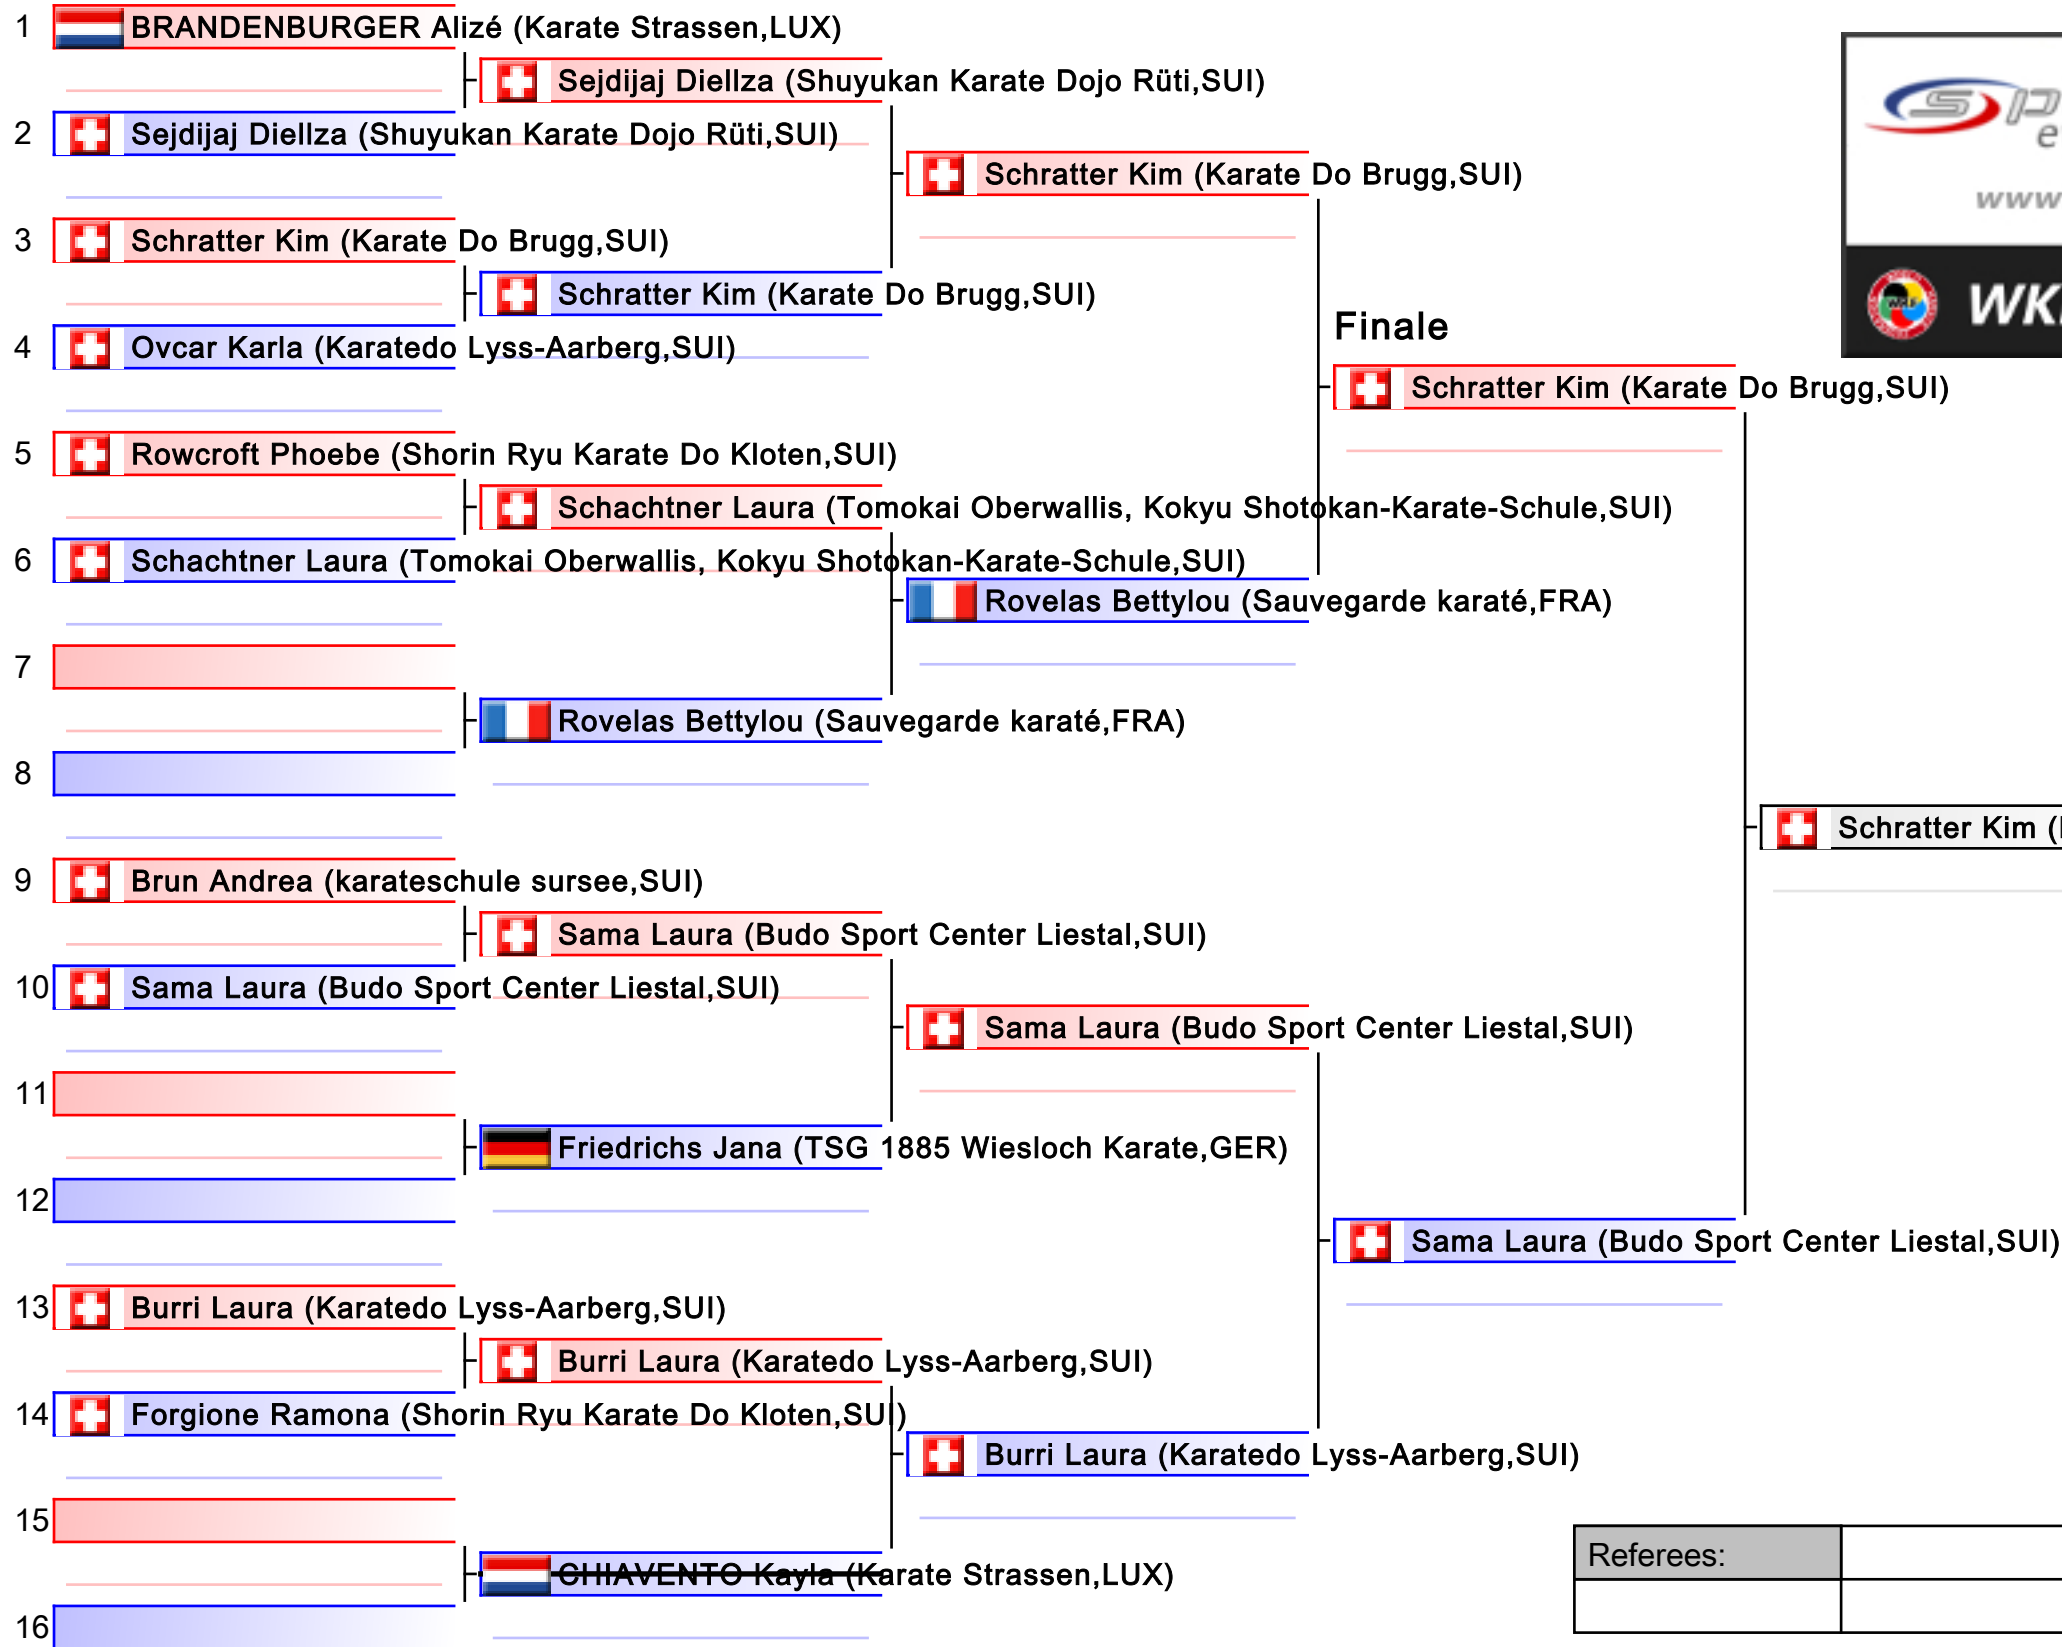 1 BRANDENBURGER Alizé (Karate Strassen,LUX)
Sejdijaj Diellza (Shuyukan Karate Dojo Rüti,SUI)
2 Sejdijaj Diellza (Shuyukan Karate Dojo Rüti,SUI)
Schratter Kim (Karate Do Brugg,SUI)
www
3 Schratter Kim (Karate Do Brugg,SUI)
Schratter Kim (Karate Do Brugg,SUI)
Finale
4 Ovcar Karla (Karatedo Lyss-Aarberg,SUI)
Schratter Kim (Karate Do Brugg,SUI)
5 Rowcroft Phoebe (Shorin Ryu Karate Do Kloten,SUI)
Schachtner Laura (Tomokai Oberwallis, Kokyu Shotokan-Karate-Schule,SUI)
6 Schachtner Laura (Tomokai Oberwallis, Kokyu Shotokan-Karate-Schule,SUI)
Rovelas Bettylou (Sauvegarde karaté,FRA)
7
Rovelas Bettylou (Sauvegarde karaté,FRA)
8
Schratter Kim (
9 Brun Andrea (karateschule sursee,SUI)
Sama Laura (Budo Sport Center Liestal,SUI)
10 Sama Laura (Budo Sport Center Liestal,SUI)
Sama Laura (Budo Sport Center Liestal,SUI)
11
Friedrichs Jana (TSG 1885 Wiesloch Karate,GER)
12
Sama Laura (Budo Sport Center Liestal,SUI)
13 Burri Laura (Karatedo Lyss-Aarberg,SUI)
Burri Laura (Karatedo Lyss-Aarberg,SUI)
14 Forgione Ramona (Shorin Ryu Karate Do Kloten,SUI)
Burri Laura (Karatedo Lyss-Aarberg,SUI)
15
Referees:
CHIAVENTO Kayla (Karate Strassen,LUX)
16